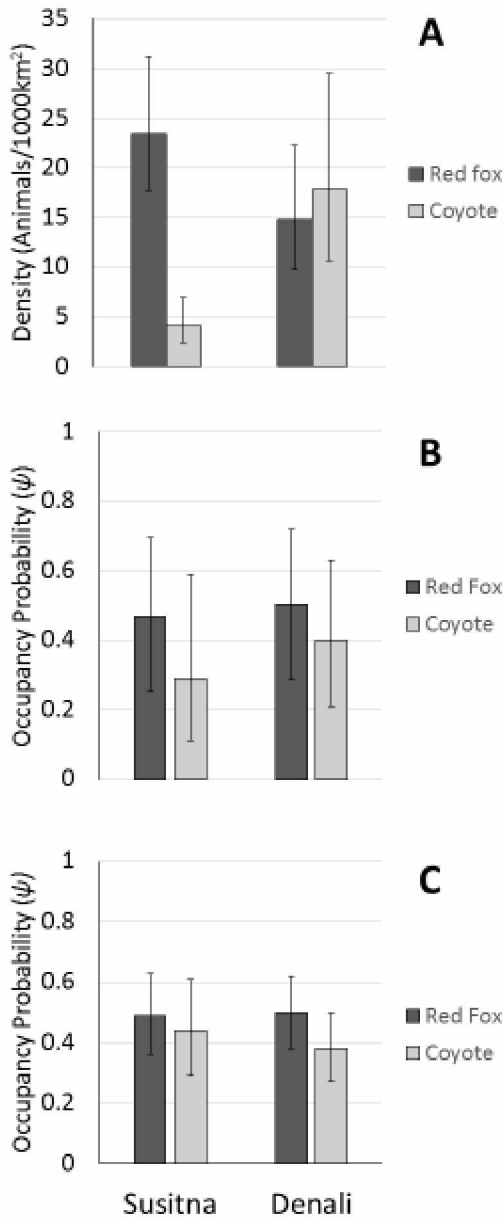 A
Density (Animals/1000km²)
35
30
25
20
15
10
5
0
Red fox
Coyote
B
Occupancy Probability (ψ)
1
0.8
0.6
0.4
0.2
0
Red Fox
Coyote
C
Occupancy Probability (ψ)
1
0.8
0.6
0.4
0.2
0
Red Fox
Coyote
Susitna Denali